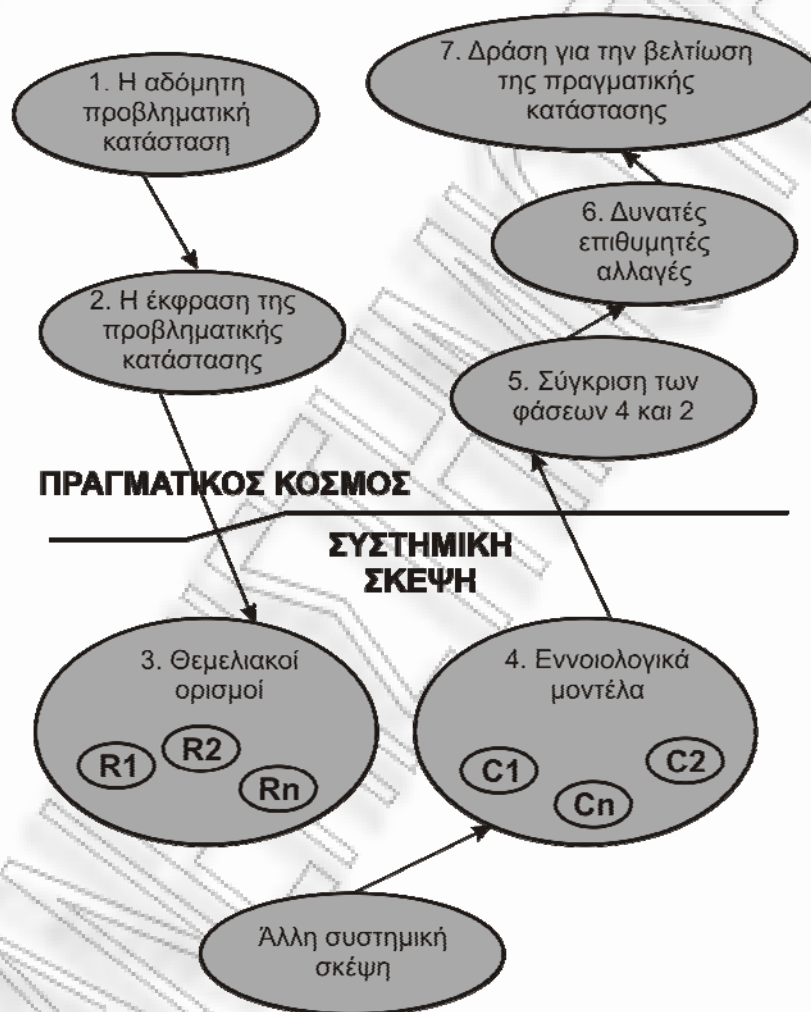 1. Η αδόμητη
προβληματική
κατάσταση
2. Η έκφραση της
προβληματικής
κατάστασης
7. Δράση για την βελτίωση
της πραγματικής
κατάστασης
6. Δυνατές
επιθυμητές
αλλαγές
5. Σύγκριση των
φάσεων 4 και 2
ΠΡΑΓΜΑΤΙΚΟΣ ΚΟΣΜΟΣ
ΣΥΣΤΗΜΙΚΗ
ΣΚΕΨΗ
3. Θεμελιακοί
ορισμοί
R1
R2
Rn
4. Εννοιολογικά
μοντέλα
C1
Cn
C2
Άλλη συστημική
σκέψη